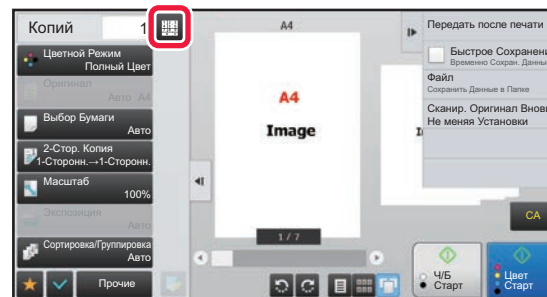 Копий 1
Цветной Режим
Полный Цвет
Оригинал
Авто A4
Выбор Бумаги
Авто
2-Стор. Копия
1-Сторонн.→1-Сторонн.
Масштаб
100%
Экспозиция
Авто
Сортировка/Группировка
Авто
Прочие
A4
A4
Image
1 / 7
Передать после печати
Быстрое Сохранени
Временно Сохран. Данные
Файл
Сохранить Данные в Папке
Сканир. Оригинал Внов
Не меняя Установки
CA
Ч/Б
Старт
Цвет
Старт